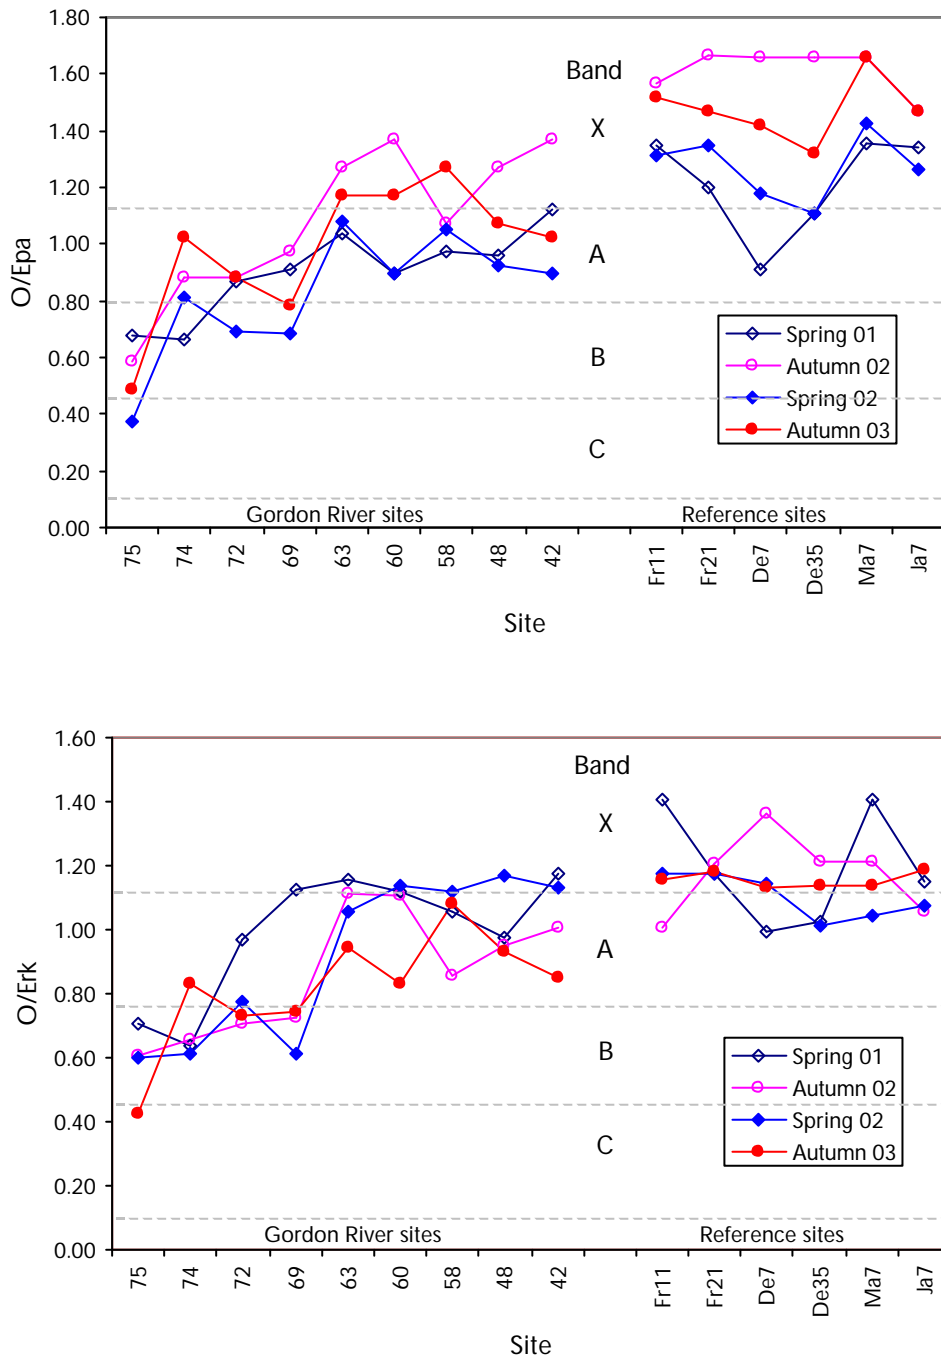 1.80
1.60
1.40
1.20
1.00
0.80
0.60
0.40
0.20
0.00
O/Epa
Band
X
A
B
C
Spring 01
Autumn 02
Spring 02
Autumn 03
Gordon River sites
Reference sites
75 74 72 69 63 60 58 48 42 Fr11 Fr21 De7 De35 Ma7 Ja7
Site
1.60
1.40
1.20
1.00
0.80
0.60
0.40
0.20
0.00
O/Erk
Band
X
A
B
C
Spring 01
Autumn 02
Spring 02
Autumn 03
Gordon River sites
Reference sites
75 74 72 69 63 60 58 48 42 Fr11 Fr21 De7 De35 Ma7 Ja7
Site